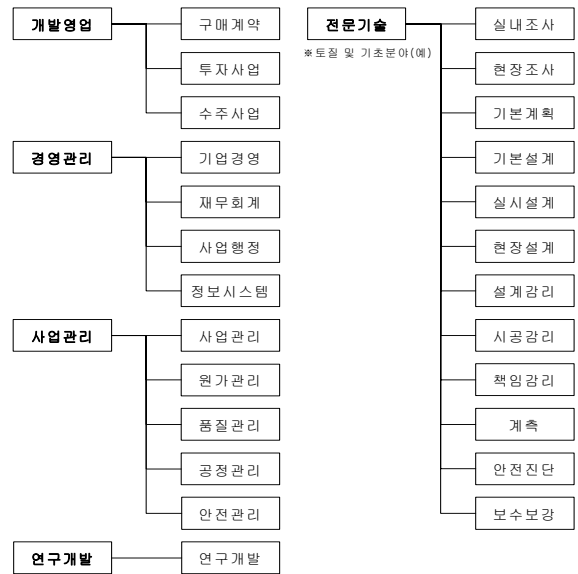 개발영업
구매계약
투자사업
수주사업
경영관리
기업경영
재무회계
사업행정
정보시스템
사업관리
사업관리
원가관리
품질관리
공정관리
안전관리
연구개발
연구개발
전문기술
※토질 및 기초분야(예)
실내조사
현장조사
기본계획
기본설계
실시설계
현장설계
설계감리
시공감리
책임감리
계측
안전진단
보수보강